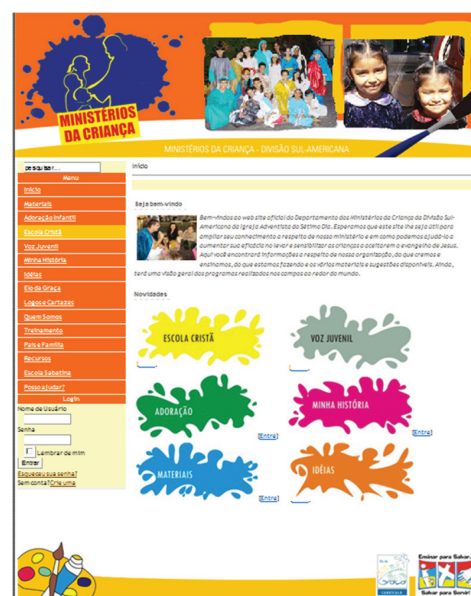 MINISTÉRIOS
DA CRIANÇA
MINISTÉRIOS DA CRIANÇA - DIVISÃO SUL-AMERICANA
pesquisar...
Menu
Início
Materiais
Adoração Infantil
Escola Cristã
Voz Juvenil
Minha História
Idéias
Elo da Graça
Logos e Cartazes
Quem Somos
Treinamento
Pais e Família
Recursos
Escola Sabatina
Posso ajudar?
Login
Nome de Usuário
Senha
Lembrar de mim
Entrar
Esqueceu sua senha?
Sem conta? Crie uma
Início
Seja bem-vindo
Bem-vindos ao web site oficial do Departamento dos Ministérios da Criança da Divisão Sul-
Americana da Igreja Adventista do Sétimo Dia. Esperamos que este site lhe seja útil para
ampliar seu conhecimento a respeito de nosso ministério e em como podemos ajudá-lo a
aumentar sua eficácia no levar e sensibilizar as crianças a aceitarem o evangelho de Jesus.
Aqui você encontrará informações a respeito de nossa organização, do que cremos e
ensinamos, do que estamos fazendo e os vários materiais e sugestões disponíveis. Ainda,
terá uma visão geral dos programas realizados nos campos ao redor do mundo.
Novidades
ESCOLA CRISTÃ
VOZ JUVENIL
ADORAÇÃO
[Entre]
MINHA HISTÓRIA
[Entre]
MATERIAIS
[Entre]
IDÉIAS
Graça
CURRÍCULO
Ensinar para Salvar
Salvar para Servir